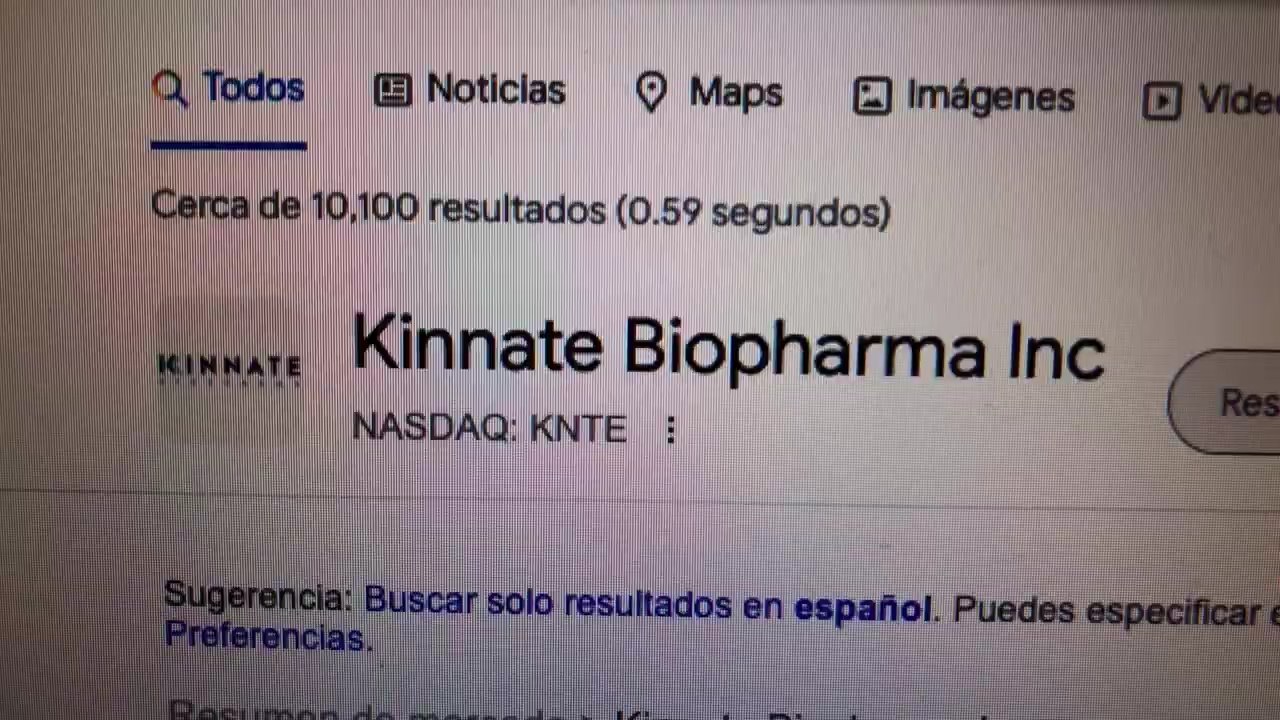 Todos Noticias Maps Imágenes
Cerca de 10,100 resultados (0.59 segundos)
KINNATE
Kinnate Biopharma Inc
NASDAQ: KNTE
Sugerencia: Buscar solo resultados en español. Puedes especificar
Preferencias.